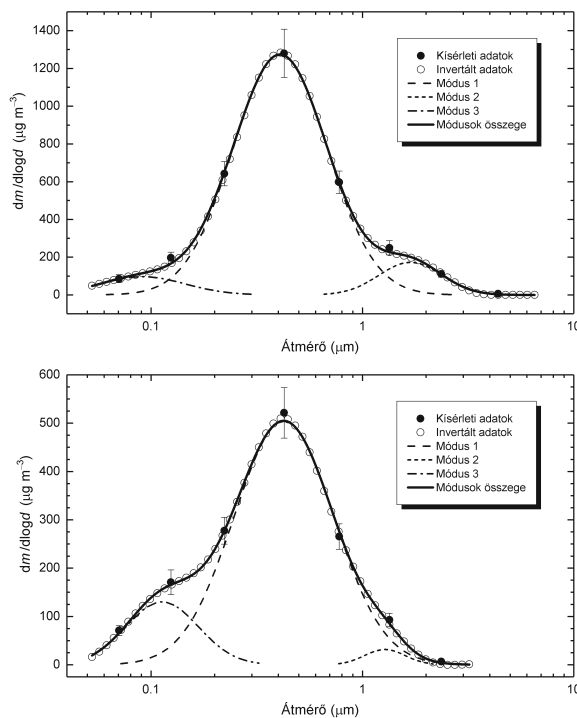 1400
1200
1000
800
600
400
200
0
dm/dlogd (μg m⁻³)
Kísérleti adatok
Invertált adatok
Módus 1
Módus 2
Módus 3
Módusok összege
0.1
1
10
Átmérő (μm)
600
500
400
300
200
100
0
dm/dlogd (μg m⁻³)
Kísérleti adatok
Invertált adatok
Módus 1
Módus 2
Módus 3
Módusok összege
0.1
1
10
Átmérő (μm)